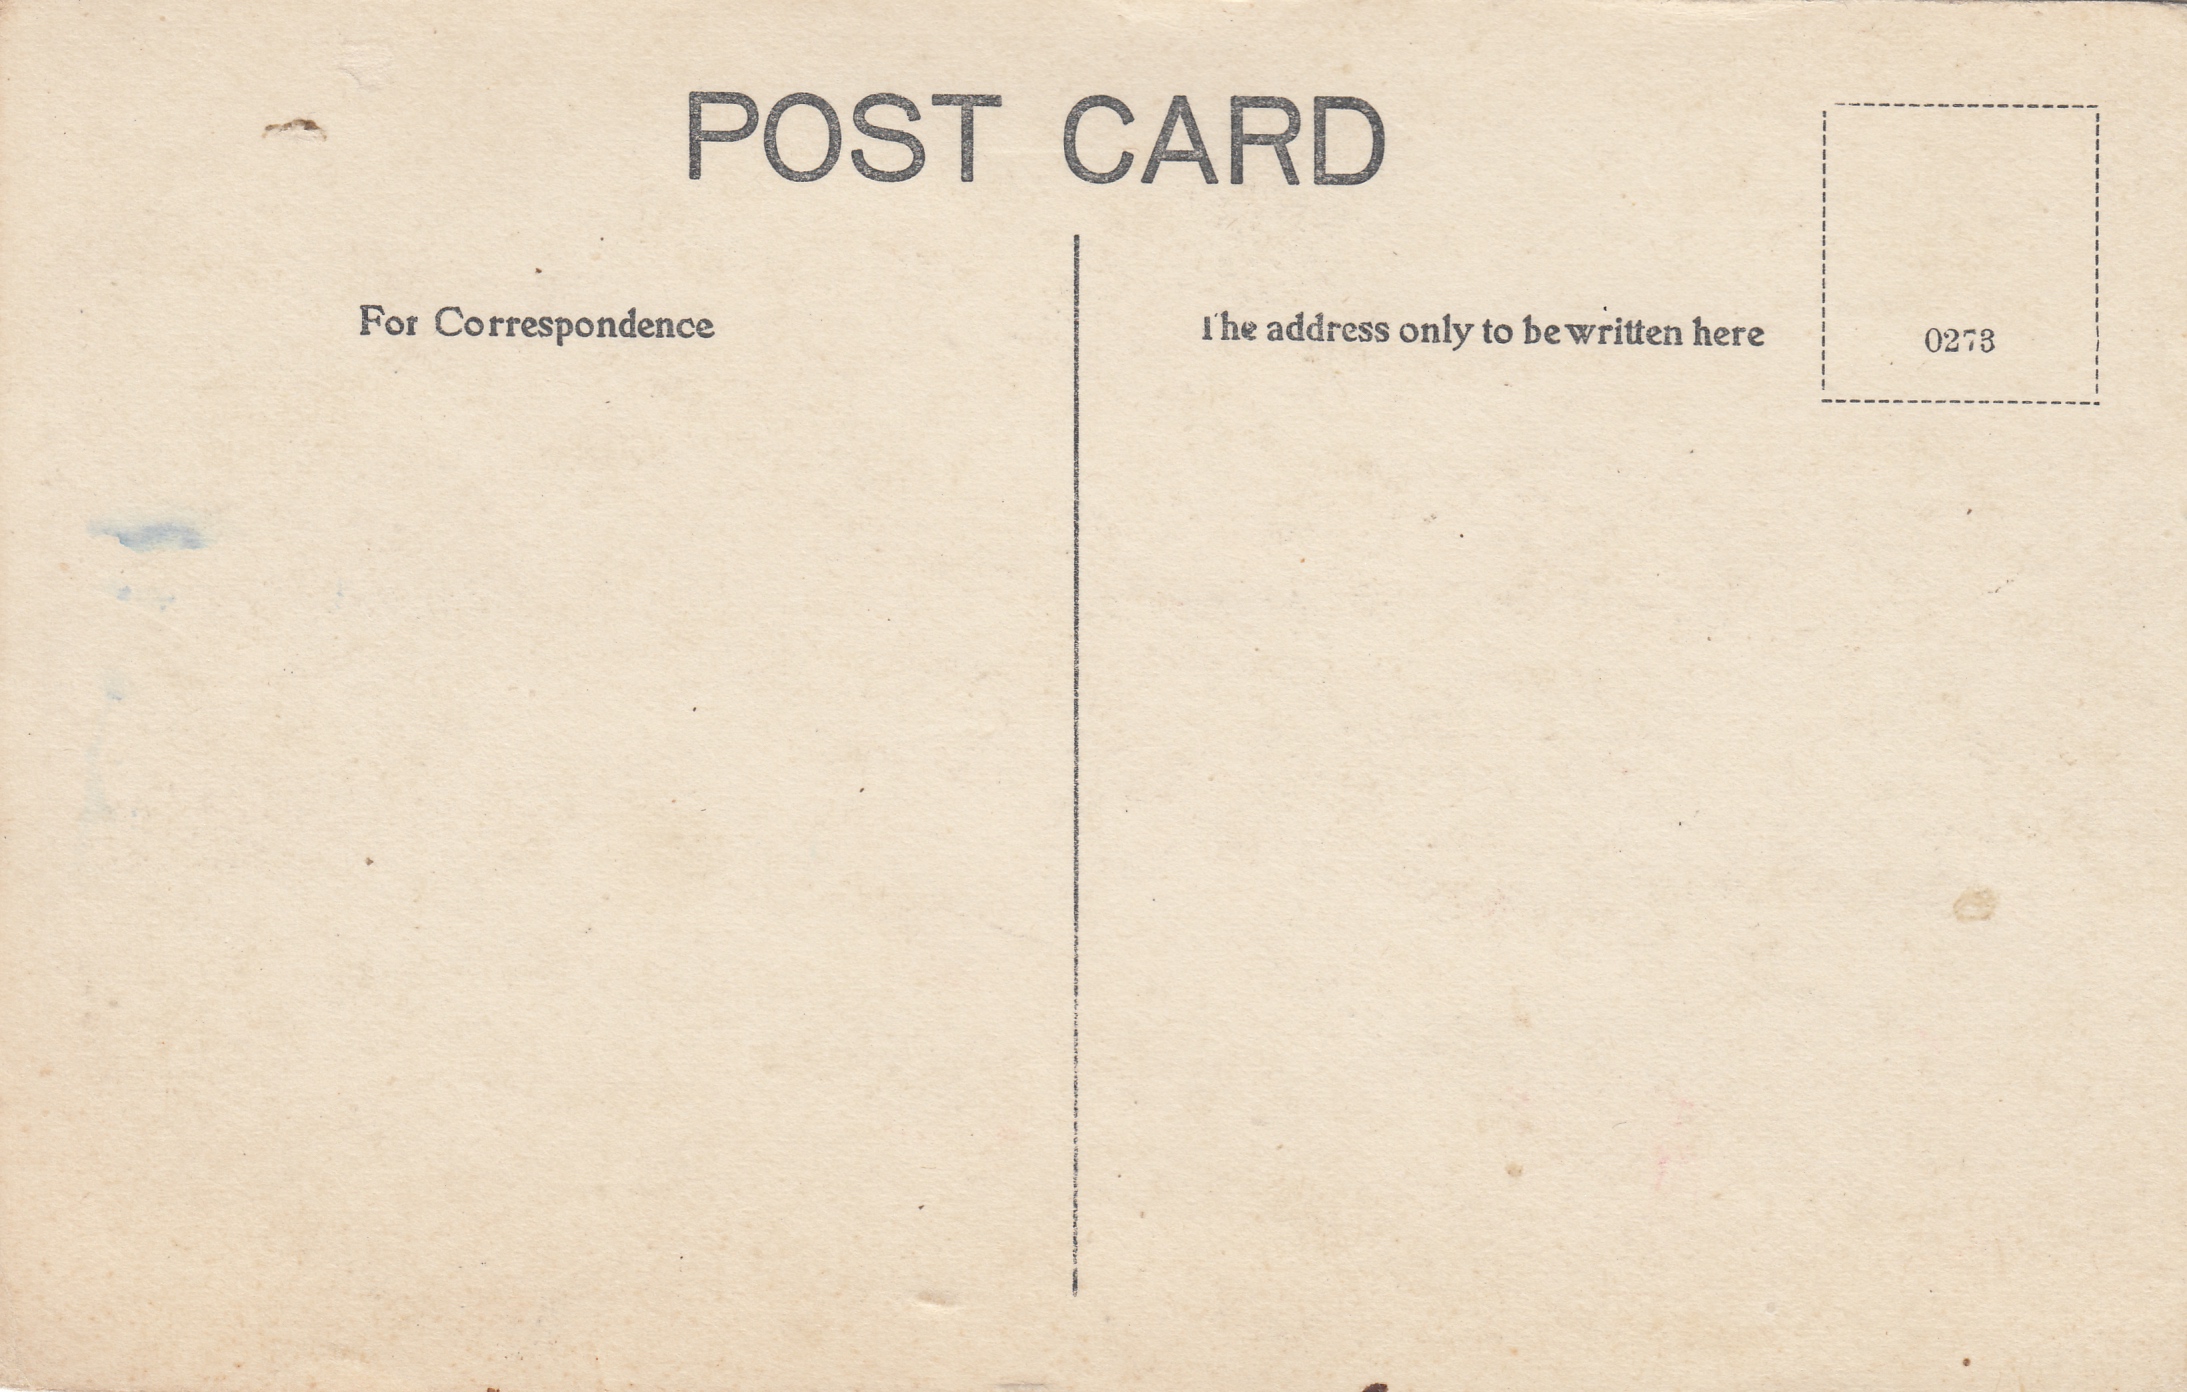 POST CARD
For Correspondence
The address only to be written here
0273